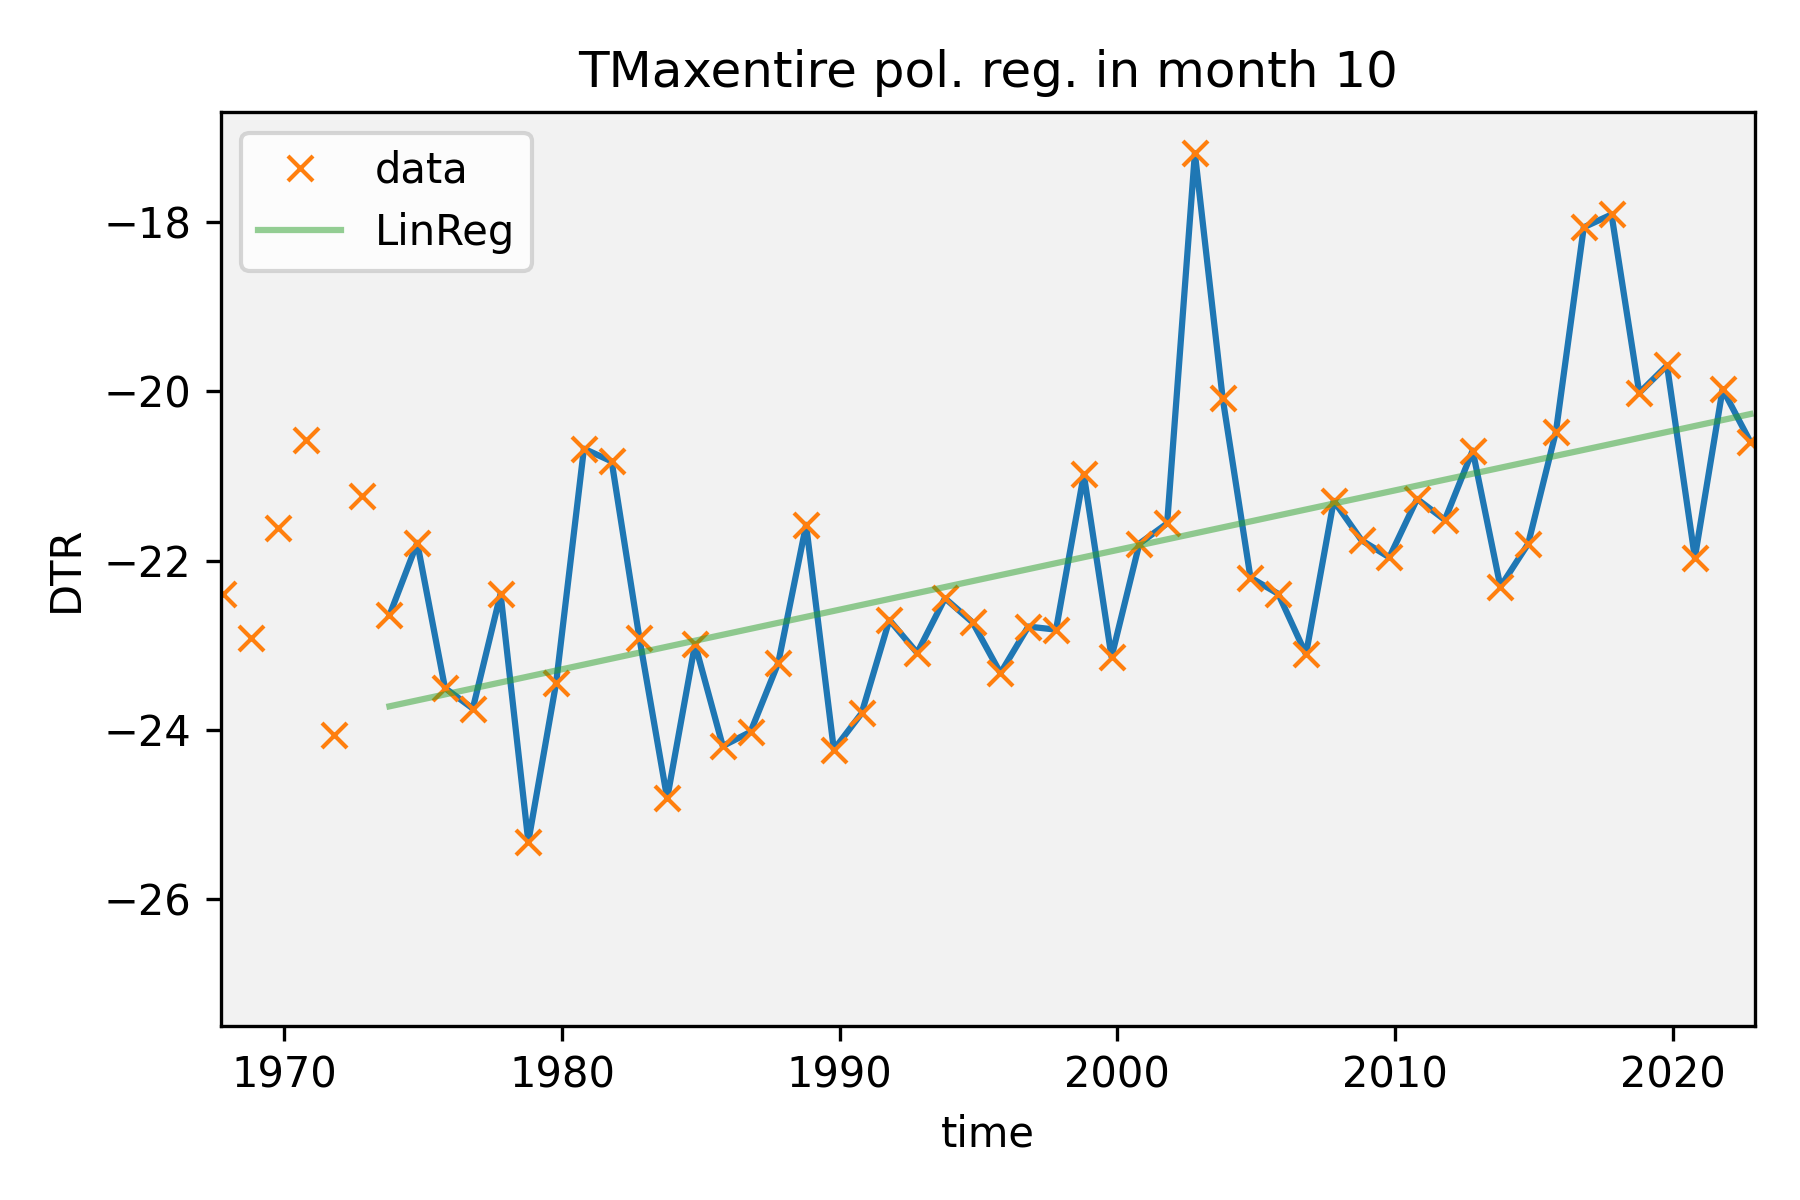 TMaxentire pol. reg. in month 10
data
LinReg
−18
−20
−22
−24
−26
DTR
1970 1980 1990 2000 2010 2020
time